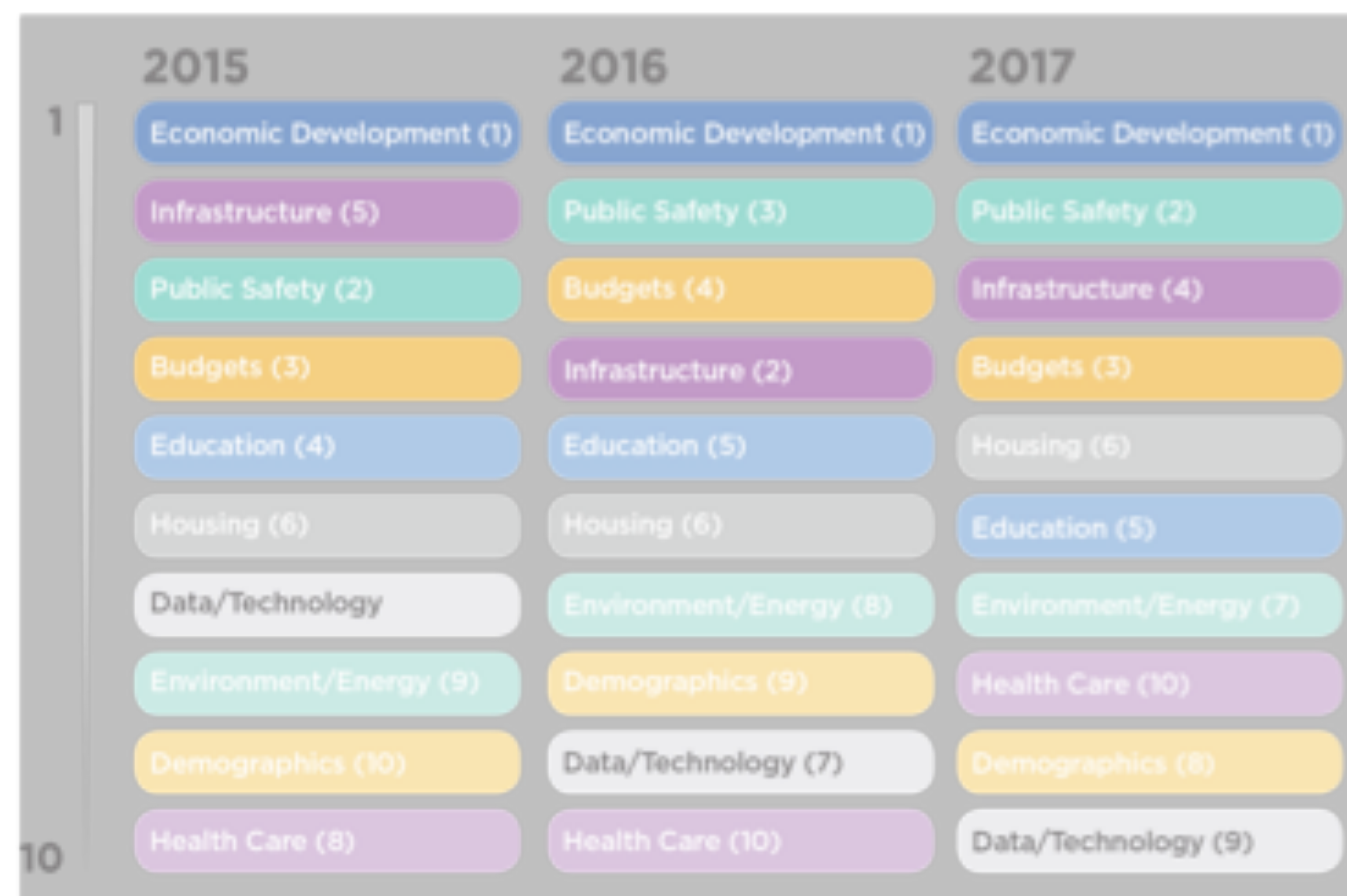 2015 2016 2017
1
Economic Development (1) Economic Development (1) Economic Development (1)
Infrastructure (5) Public Safety (3) Public Safety (2)
Public Safety (2) Budgets (4) Infrastructure (4)
Budgets (3) Infrastructure (2) Budgets (3)
Education (4) Education (5) Housing (6)
Housing (6) Housing (6) Education (5)
Data/Technology Environment/Energy (8) Environment/Energy (7)
Environment/Energy (9) Demographics (9) Health Care (10)
Demographics (10) Data/Technology (7) Demographics (8)
10 Health Care (8) Health Care (10) Data/Technology (9)